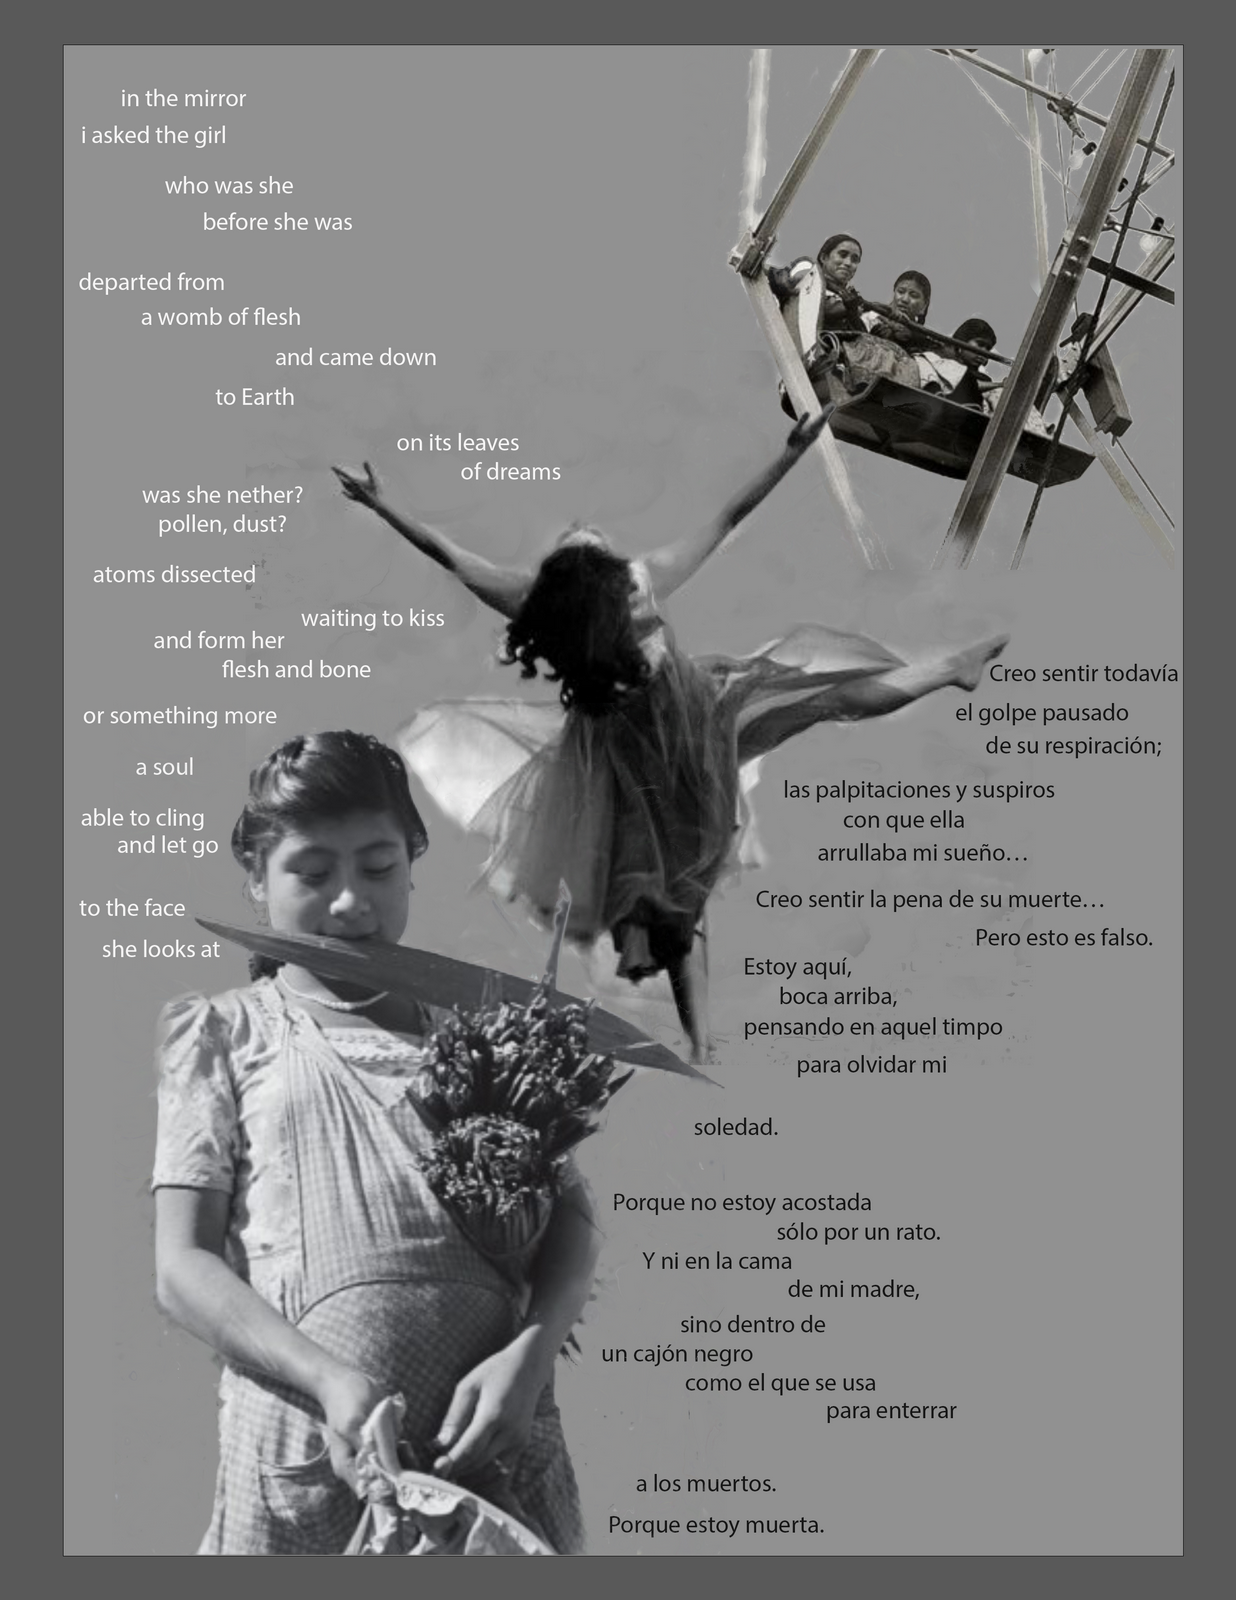 in the mirror
i asked the girl
who was she
before she was
departed from
a womb of flesh
and came down
to Earth
on its leaves
of dreams
was she nether?
pollen, dust?
atoms dissected
waiting to kiss
and form her
flesh and bone
or something more
a soul
able to cling
and let go
to the face
she looks at
Creo sentir todavía
el golpe pausado
de su respiración;
las palpitaciones y suspiros
con que ella
arrullaba mi sueño…
Creo sentir la pena de su muerte…
Pero esto es falso.
Estoy aquí,
boca arriba,
pensando en aquel timpo
para olvidar mi
soledad.
Porque no estoy acostada
sólo por un rato.
Y ni en la cama
de mi madre,
sino dentro de
un cajón negro
como el que se usa
para enterrar
a los muertos.
Porque estoy muerta.